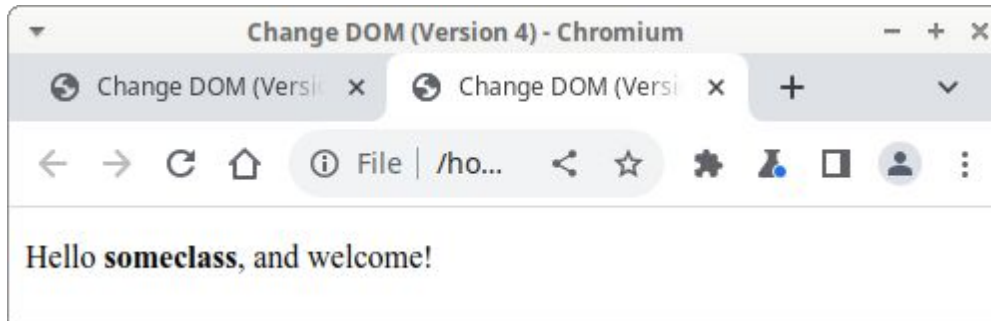 Change DOM (Version 4) - Chromium
Change DOM (Versi
Change DOM (Versi
File | /ho...
Hello someclass, and welcome!